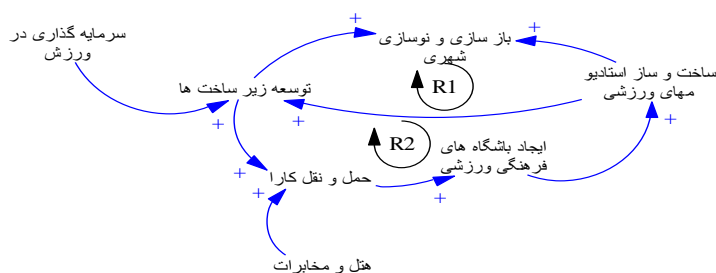 سرمایه گذاری در
ورزش
+
+
باز سازی و نوسازی
شهری
ساخت و ساز استادیو
مهای ورزشی
R1
توسعه زیر ساخت ها
+
+
+
R2
ایجاد باشگاه های
فرهنگی ورزشی
+
+
حمل و نقل کارا
+
هتل و مخابرات